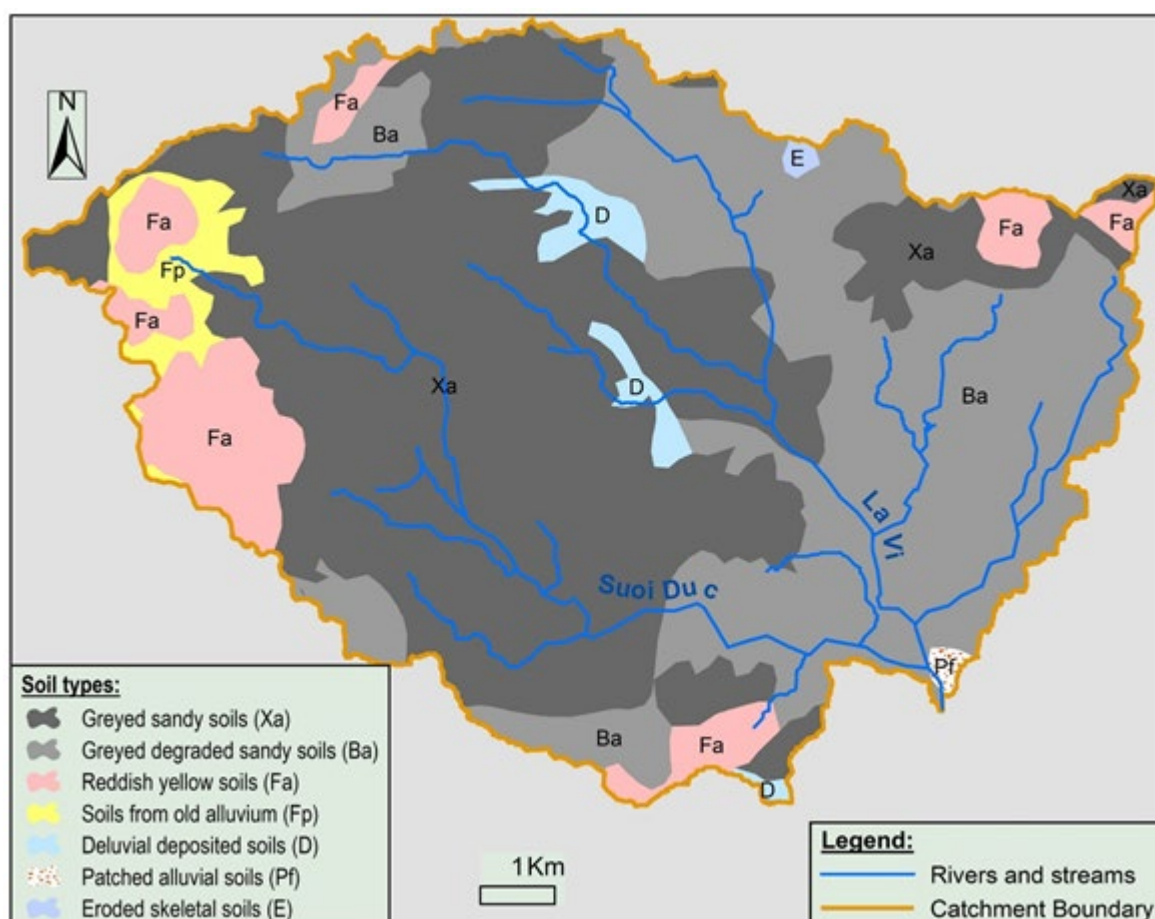 N
Fa
Ba
E
Xa
Fa
D
Fa
Fa
Xa
Fp
Fa
Xa
D
Ba
Fa
La Vi
Suoi Du c
Pf
Ba
Fa
D
Soil types:
Greyed sandy soils (Xa)
Greyed degraded sandy soils (Ba)
Reddish yellow soils (Fa)
Soils from old alluvium (Fp)
Deluvial deposited soils (D)
Patched alluvial soils (Pf)
Eroded skeletal soils (E)
1Km
Legend:
Rivers and streams
Catchment Boundary